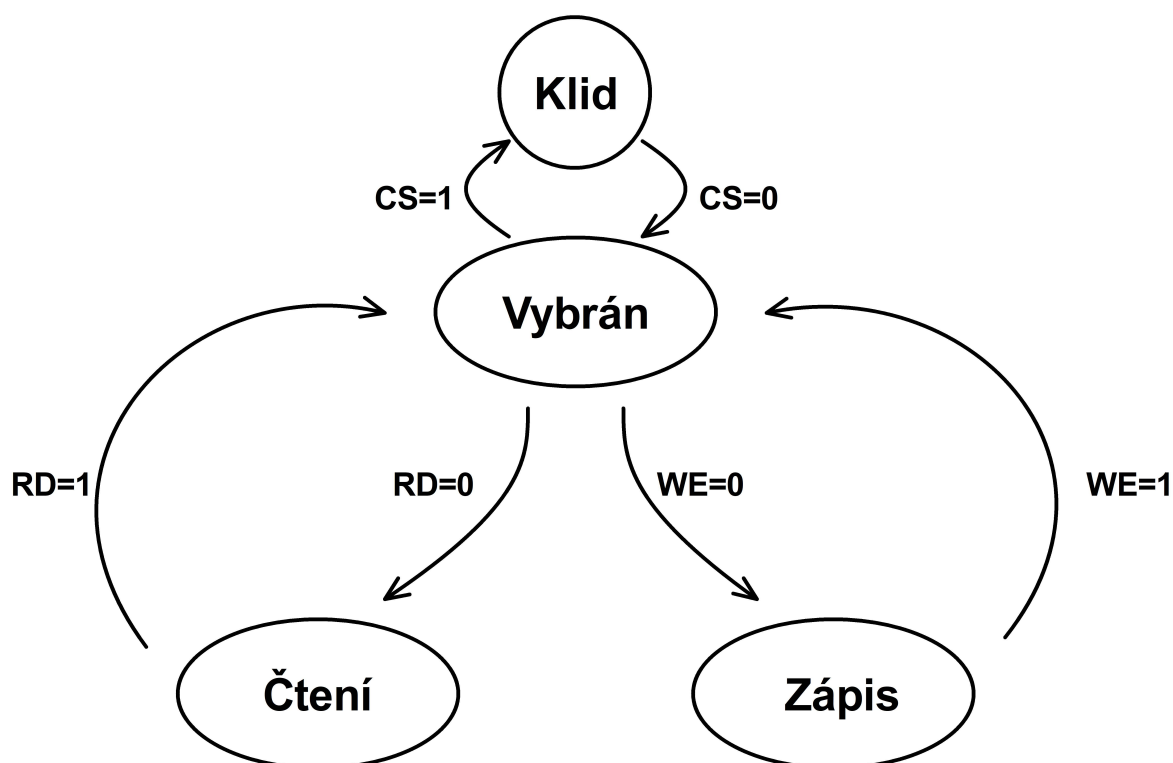 Klid
CS=1
CS=0
Vybrán
RD=1
RD=0
WE=0
WE=1
Čtení
Zápis